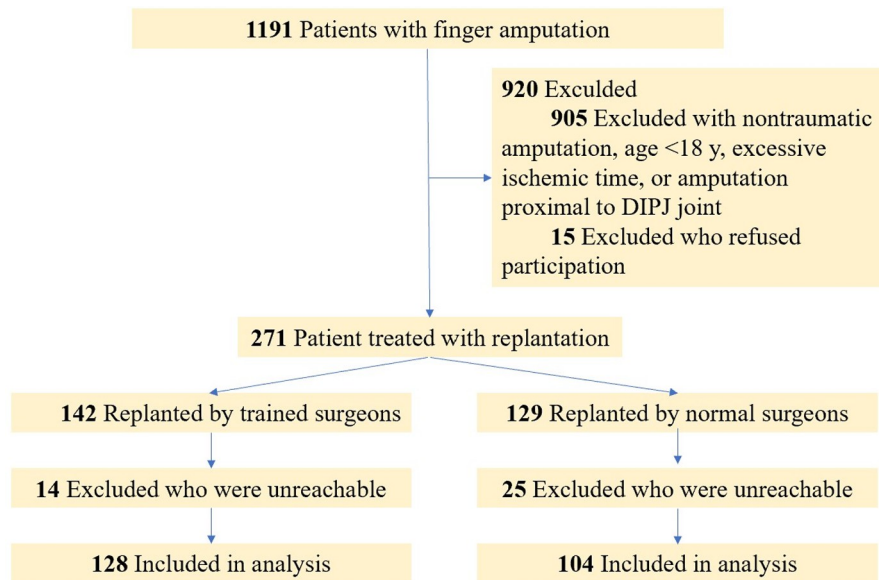 1191 Patients with finger amputation
920 Exculded
905 Excluded with nontraumatic
amputation, age <18 y, excessive
ischemic time, or amputation
proximal to DIPJ joint
15 Excluded who refused
participation
271 Patient treated with replantation
142 Replanted by trained surgeons
129 Replanted by normal surgeons
14 Excluded who were unreachable
25 Excluded who were unreachable
128 Included in analysis
104 Included in analysis